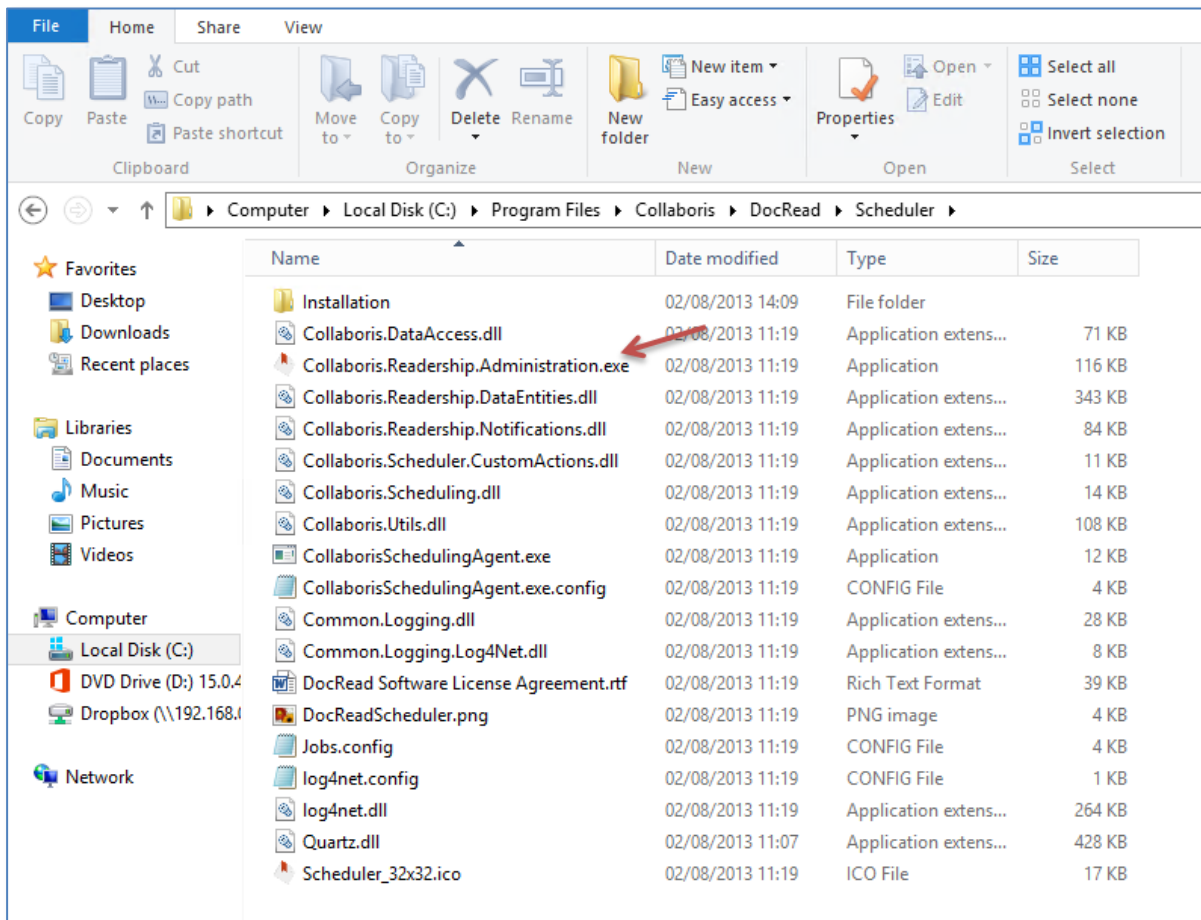 File Home Share View
Cut
Copy path
Paste shortcut
Copy Paste
Clipboard
Move to Copy to Delete Rename
Organize
New folder
New item
Easy access
New
Properties
Open
Edit
Open
Select all
Select none
Invert selection
Select
Computer Local Disk (C:) Program Files Collaboris DocRead Scheduler
Favorites
Desktop
Downloads
Recent places
Libraries
Documents
Music
Pictures
Videos
Computer
Local Disk (C:)
DVD Drive (D:) 15.0.4
Dropbox (\\192.168.0
Network
Name Date modified Type Size
Installation 02/08/2013 14:09 File folder
Collaboris.DataAccess.dll 02/08/2013 11:19 Application extens... 71 KB
Collaboris.Readership.Administration.exe 02/08/2013 11:19 Application 116 KB
Collaboris.Readership.DataEntities.dll 02/08/2013 11:19 Application extens... 343 KB
Collaboris.Readership.Notifications.dll 02/08/2013 11:19 Application extens... 84 KB
Collaboris.Scheduler.CustomActions.dll 02/08/2013 11:19 Application extens... 11 KB
Collaboris.Scheduling.dll 02/08/2013 11:19 Application extens... 14 KB
Collaboris.Utils.dll 02/08/2013 11:19 Application extens... 108 KB
CollaborisSchedulingAgent.exe 02/08/2013 11:19 Application 12 KB
CollaborisSchedulingAgent.exe.config 02/08/2013 11:19 CONFIG File 4 KB
Common.Logging.dll 02/08/2013 11:19 Application extens... 28 KB
Common.Logging.Log4Net.dll 02/08/2013 11:19 Application extens... 8 KB
DocRead Software License Agreement.rtf 02/08/2013 11:19 Rich Text Format 39 KB
DocReadScheduler.png 02/08/2013 11:19 PNG image 4 KB
Jobs.config 02/08/2013 11:19 CONFIG File 4 KB
log4net.config 02/08/2013 11:19 CONFIG File 1 KB
log4net.dll 02/08/2013 11:19 Application extens... 264 KB
Quartz.dll 02/08/2013 11:07 Application extens... 428 KB
Scheduler_32x32.ico 02/08/2013 11:19 ICO File 17 KB